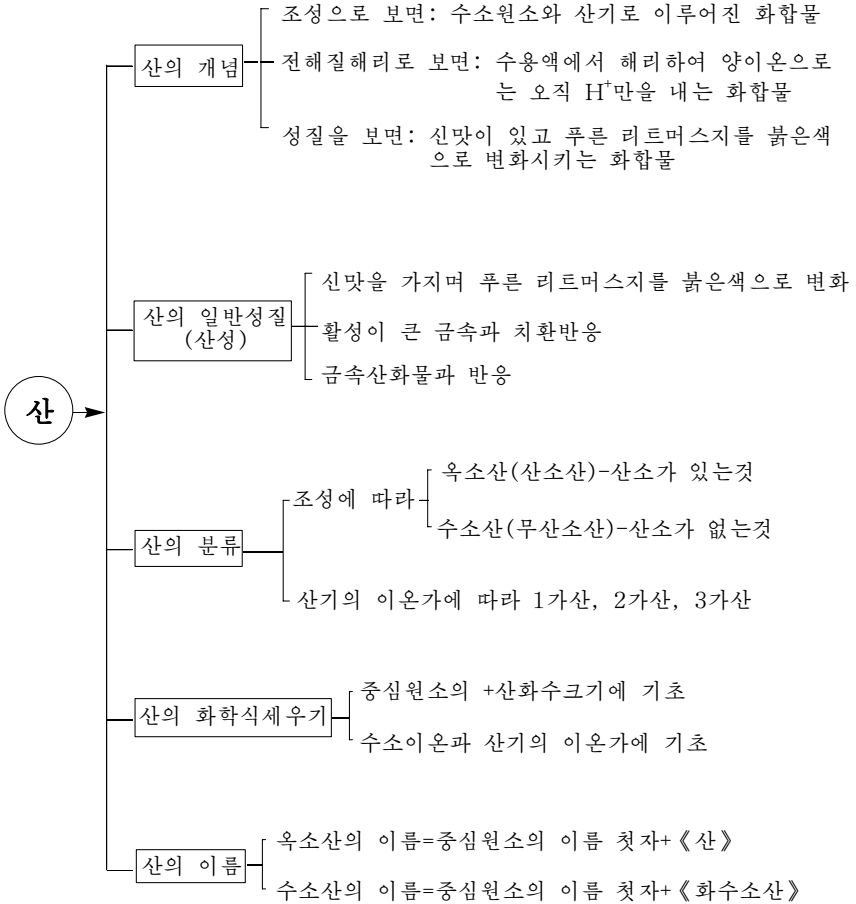 조성으로 보면: 수소원소와 산기로 이루어진 화합물
산의 개념
전해질해리로 보면: 수용액에서 해리하여 양이온으로
는 오직 H⁺만을 내는 화합물
성질을 보면: 신맛이 있고 푸른 리트머스지를 붉은색
으로 변화시키는 화합물
신맛을 가지며 푸른 리트머스지를 붉은색으로 변화
산의 일반성질
(산성)
활성이 큰 금속과 치환반응
금속산화물과 반응
산
옥소산(산소산)-산소가 있는것
조성에 따라
수소산(무산소산)-산소가 없는것
산의 분류
산기의 이온가에 따라 1가산, 2가산, 3가산
중심원소의 +산화수크기에 기초
산의 화학식세우기
수소이온과 산기의 이온가에 기초
옥소산의 이름=중심원소의 이름 첫자+《산》
산의 이름
수소산의 이름=중심원소의 이름 첫자+《화수소산》